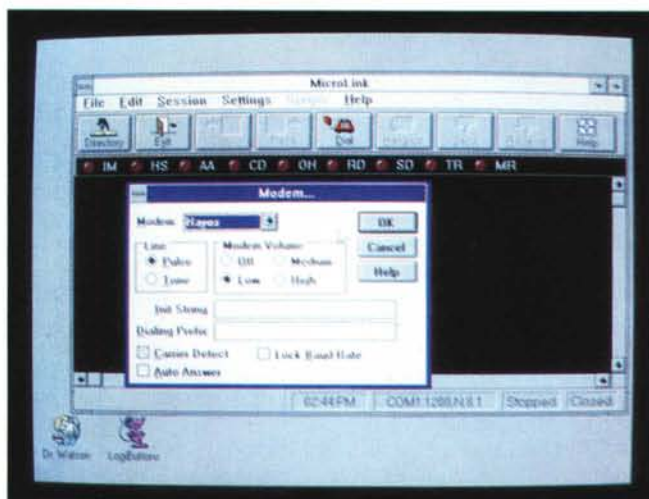 MicroLink
File Edit Session Settings Help
Directory Exit Dial Help
IM HS AA CD OH RD SD TR MR
Modem...
Modem: Hayes
OK
Line Modem Volume
Cancel
Pulse Off Medium
Tone Low High
Help
Init String
Dialing Prefix
Carrier Detect Lock Baud Rate
Auto Answer
02:44 PM COM1:1200,N,8,1 Stopped Closed
Dr. Watson LogiButtons